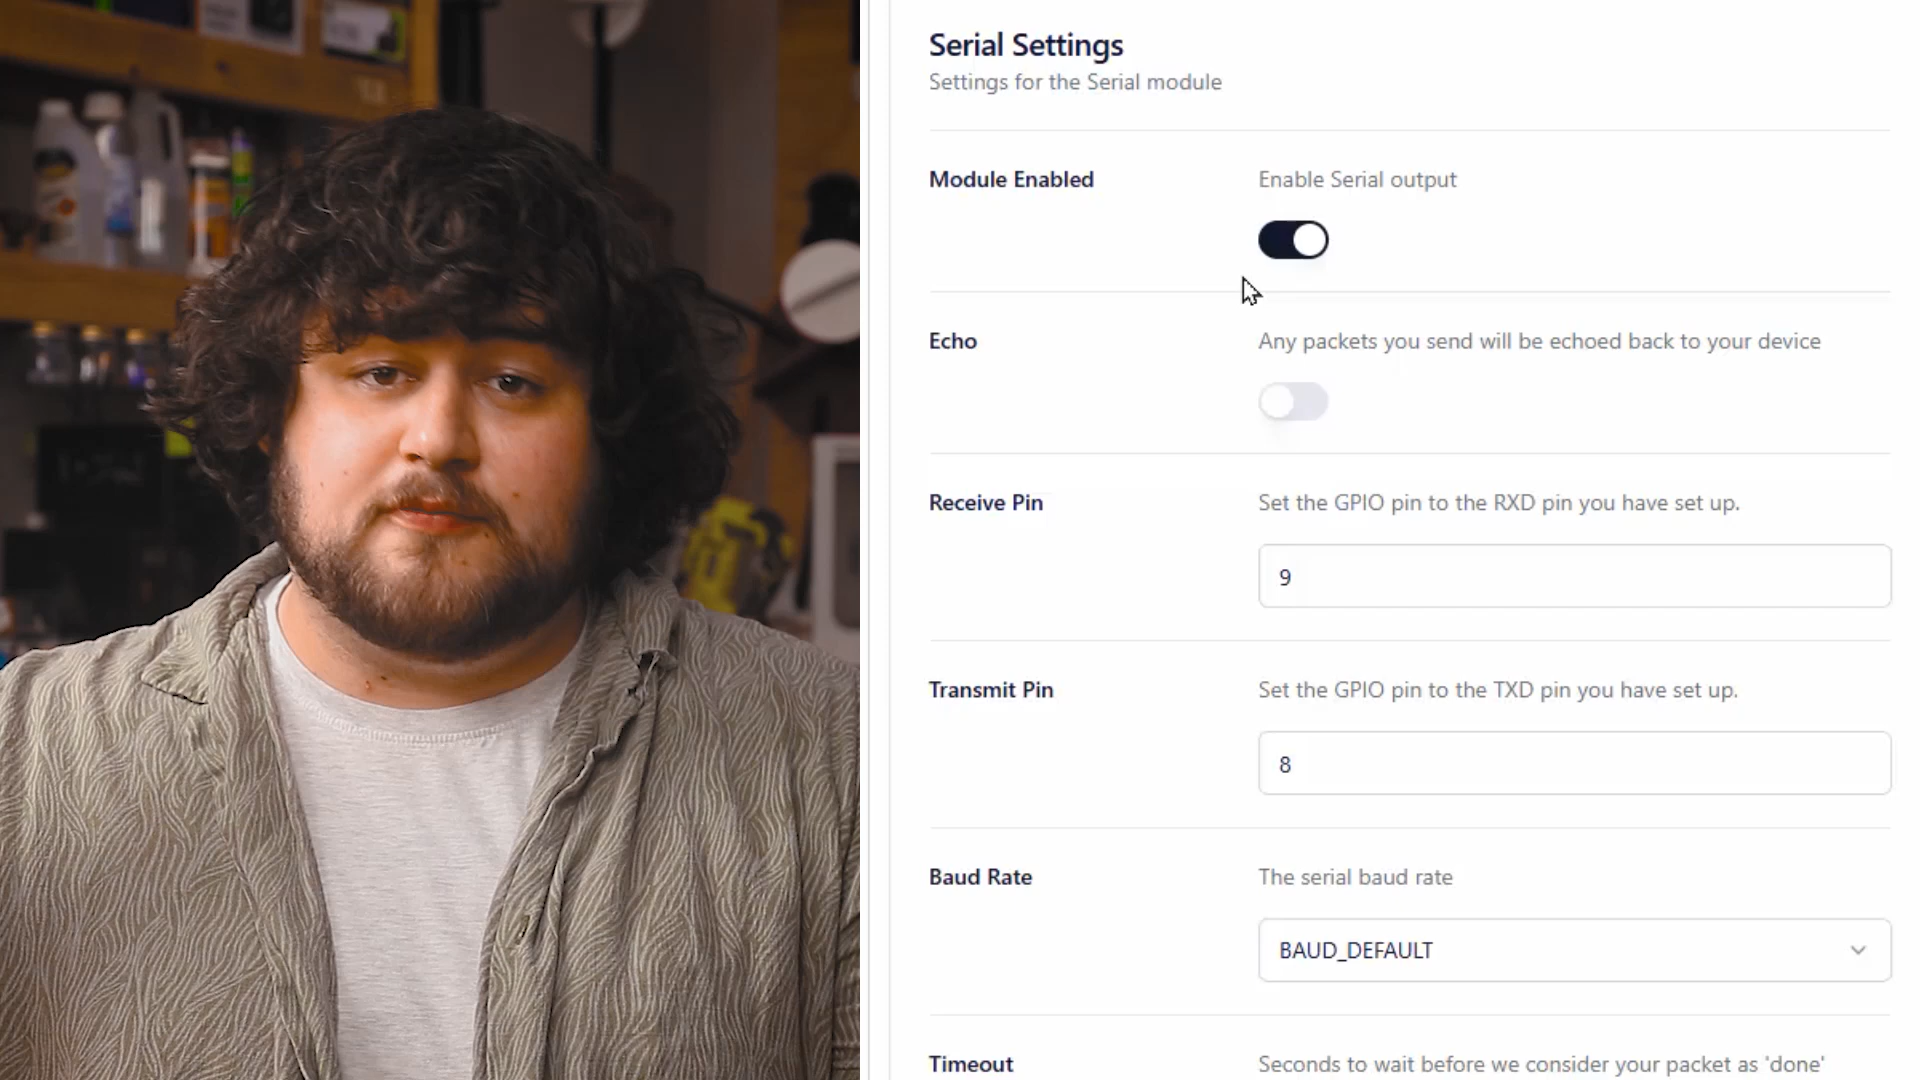 Serial Settings
Settings for the Serial module
Module Enabled
Enable Serial output
Echo
Any packets you send will be echoed back to your device
Receive Pin
Set the GPIO pin to the RXD pin you have set up.
9
Transmit Pin
Set the GPIO pin to the TXD pin you have set up.
8
Baud Rate
The serial baud rate
BAUD_DEFAULT
Timeout
Seconds to wait before we consider your packet as 'done'